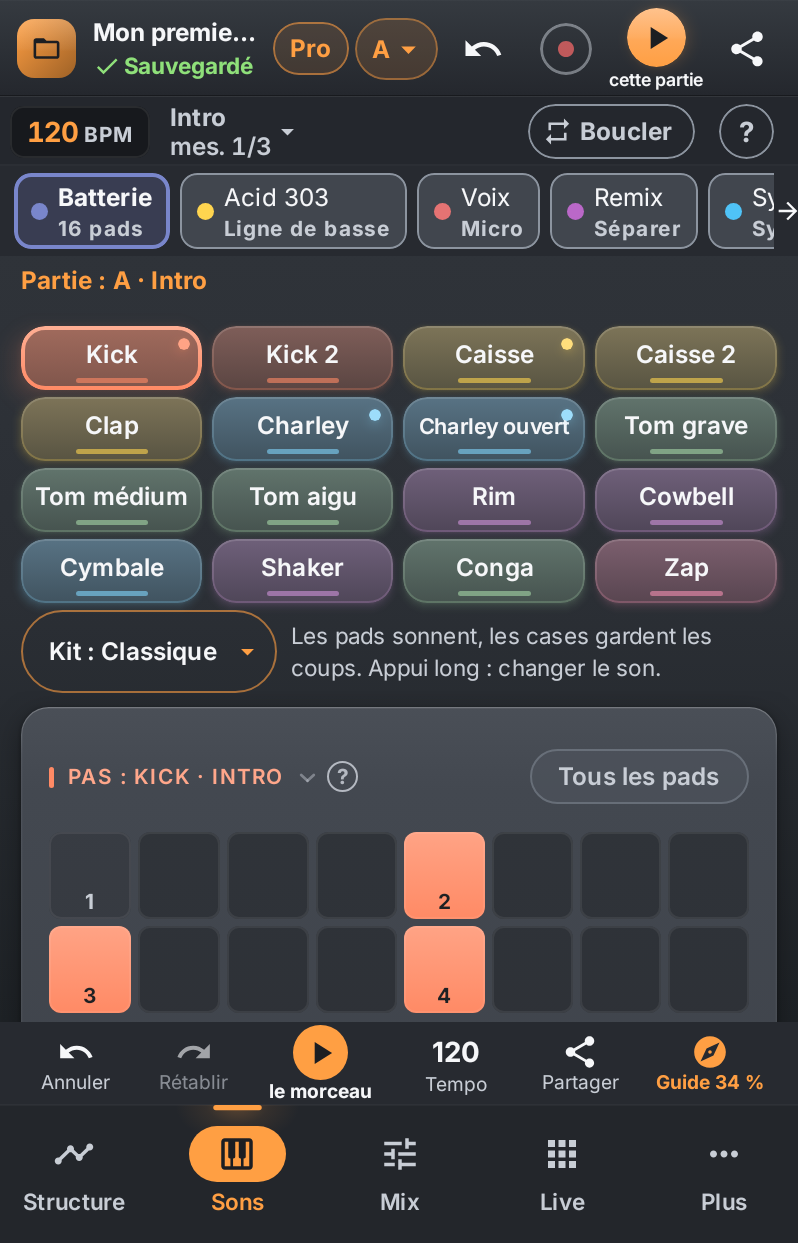 Mon premie…
Sauvegardé
Pro
A
cette partie
120 BPM
Intro
mes. 1/3
Boucler
?
Batterie
16 pads
Acid 303
Ligne de basse
Voix
Micro
Remix
Séparer
Partie : A · Intro
Kick
Kick 2
Caisse
Caisse 2
Clap
Charley
Charley ouvert
Tom grave
Tom médium
Tom aigu
Rim
Cowbell
Cymbale
Shaker
Conga
Zap
Kit : Classique
Les pads sonnent, les cases gardent les
coups. Appui long : changer le son.
PAS : KICK · INTRO
?
Tous les pads
1
2
3
4
Annuler
Rétablir
le morceau
120
Tempo
Partager
Guide 34 %
Structure
Sons
Mix
Live
Plus